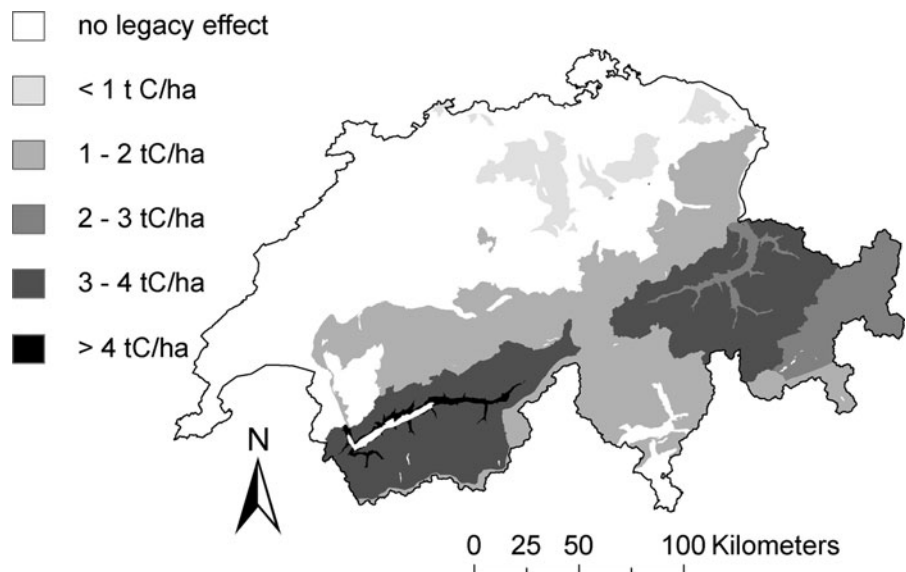 no legacy effect
< 1 t C/ha
1 - 2 tC/ha
2 - 3 tC/ha
3 - 4 tC/ha
> 4 tC/ha
N
0 25 50 100 Kilometers